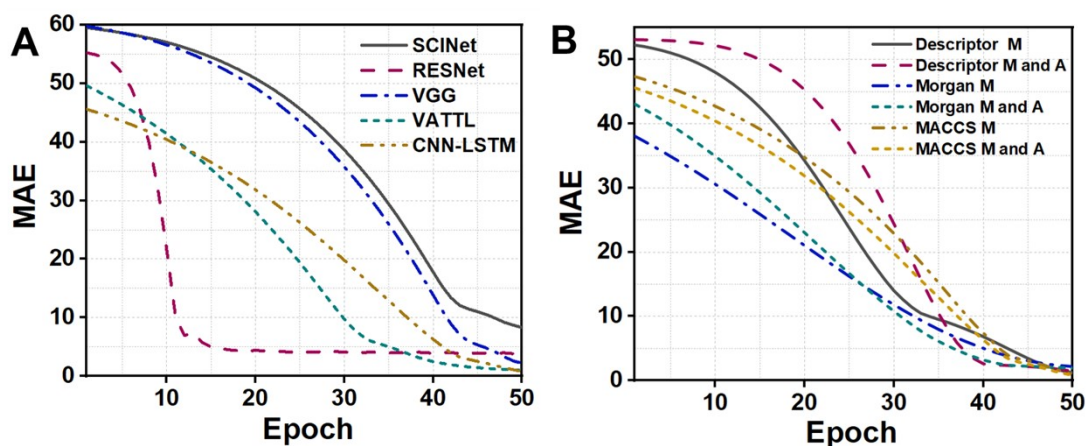 A
60
50
40
30
20
10
0
MAE
10
20
30
40
50
Epoch
SCINet
RESNet
VGG
VATTL
CNN-LSTM
B
50
40
30
20
10
0
MAE
10
20
30
40
50
Epoch
Descriptor M
Descriptor M and A
Morgan M
Morgan M and A
MACCS M
MACCS M and A